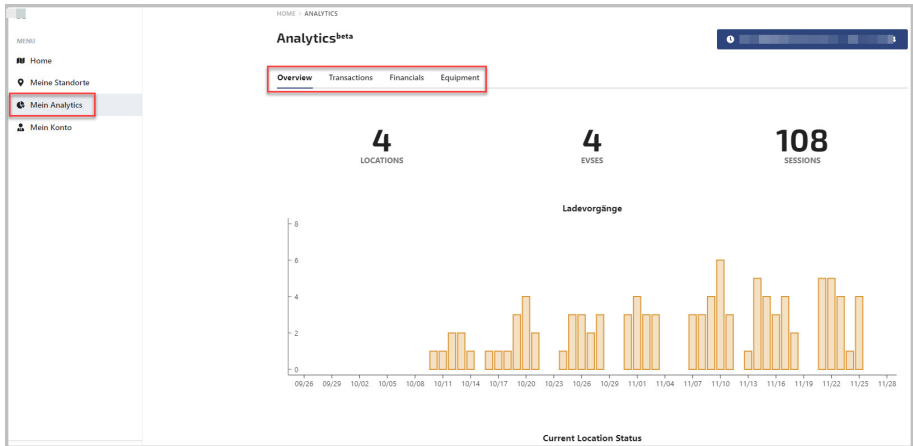 HOME > ANALYTICS
MENU
Home
Meine Standorte
Mein Analytics
Mein Konto
Analyticsbeta
Overview Transactions Financials Equipment
4 4 108
LOCATIONS EVSES SESSIONS
Ladevorgänge
8
6
4
2
0
09/26 09/29 10/02 10/05 10/08 10/11 10/14 10/17 10/20 10/23 10/26 10/29 11/01 11/04 11/07 11/10 11/13 11/16 11/19 11/22 11/25 11/28
Current Location Status